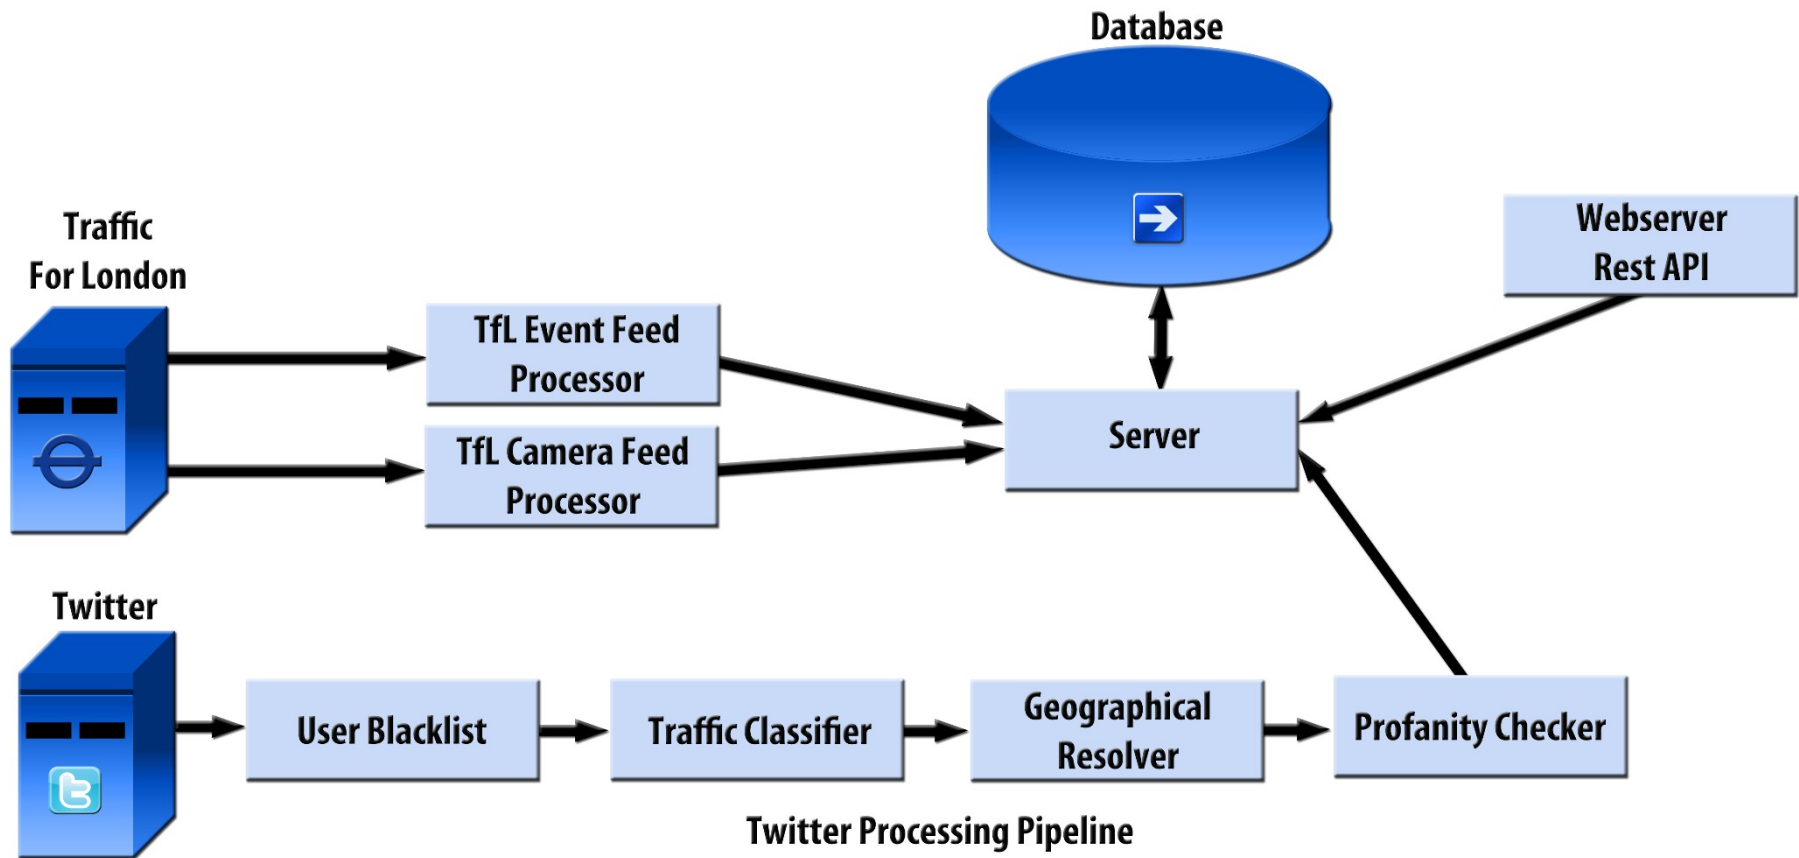 Database
Traffic
For London
Webserver
Rest API
TfL Event Feed
Processor
TfL Camera Feed
Processor
Server
Twitter
User Blacklist
Traffic Classifier
Geographical
Resolver
Profanity Checker
Twitter Processing Pipeline